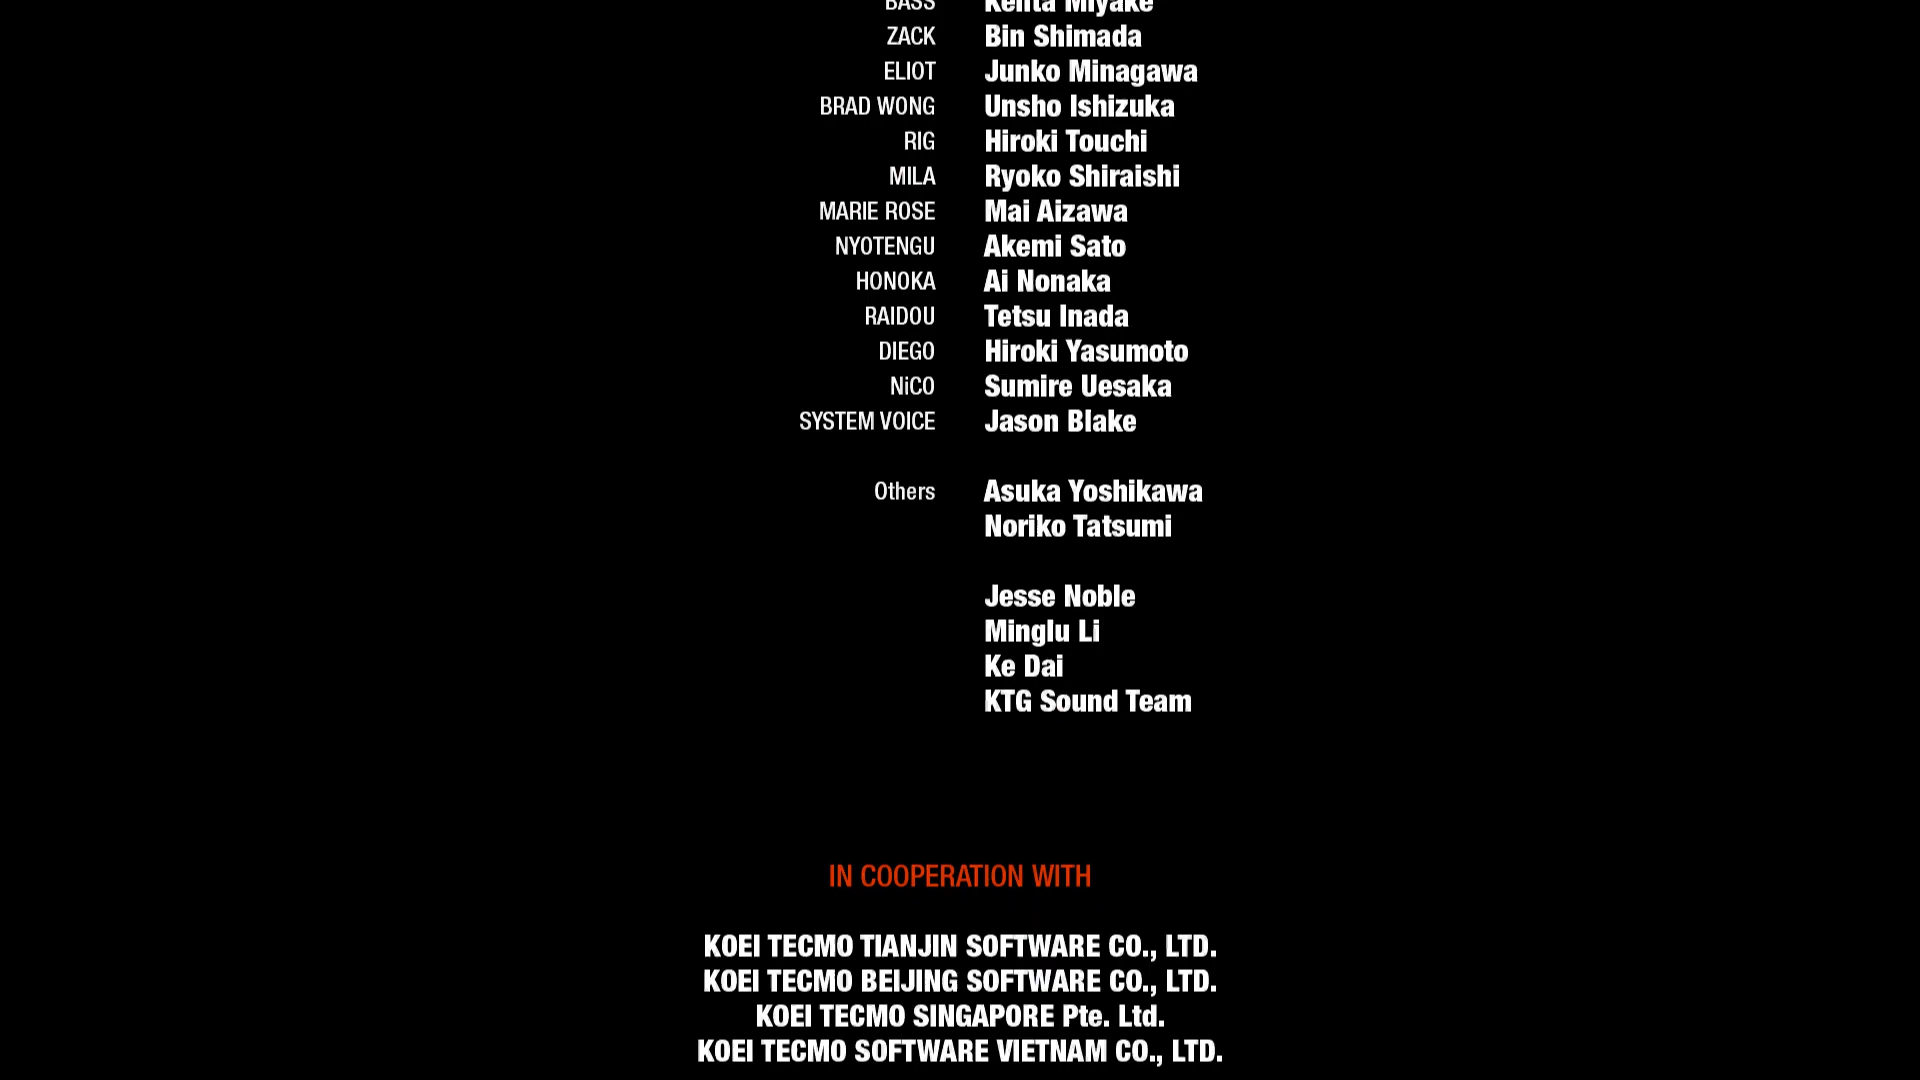 BASS Kenta Miyake
ZACK Bin Shimada
ELIOT Junko Minagawa
BRAD WONG Unsho Ishizuka
RIG Hiroki Touchi
MILA Ryoko Shiraishi
MARIE ROSE Mai Aizawa
NYOTENGU Akemi Sato
HONOKA Ai Nonaka
RAIDOU Tetsu Inada
DIEGO Hiroki Yasumoto
NiCO Sumire Uesaka
SYSTEM VOICE Jason Blake
Others Asuka Yoshikawa
Noriko Tatsumi
Jesse Noble
Minglu Li
Ke Dai
KTG Sound Team
IN COOPERATION WITH
KOEI TECMO TIANJIN SOFTWARE CO., LTD.
KOEI TECMO BEIJING SOFTWARE CO., LTD.
KOEI TECMO SINGAPORE Pte. Ltd.
KOEI TECMO SOFTWARE VIETNAM CO., LTD.